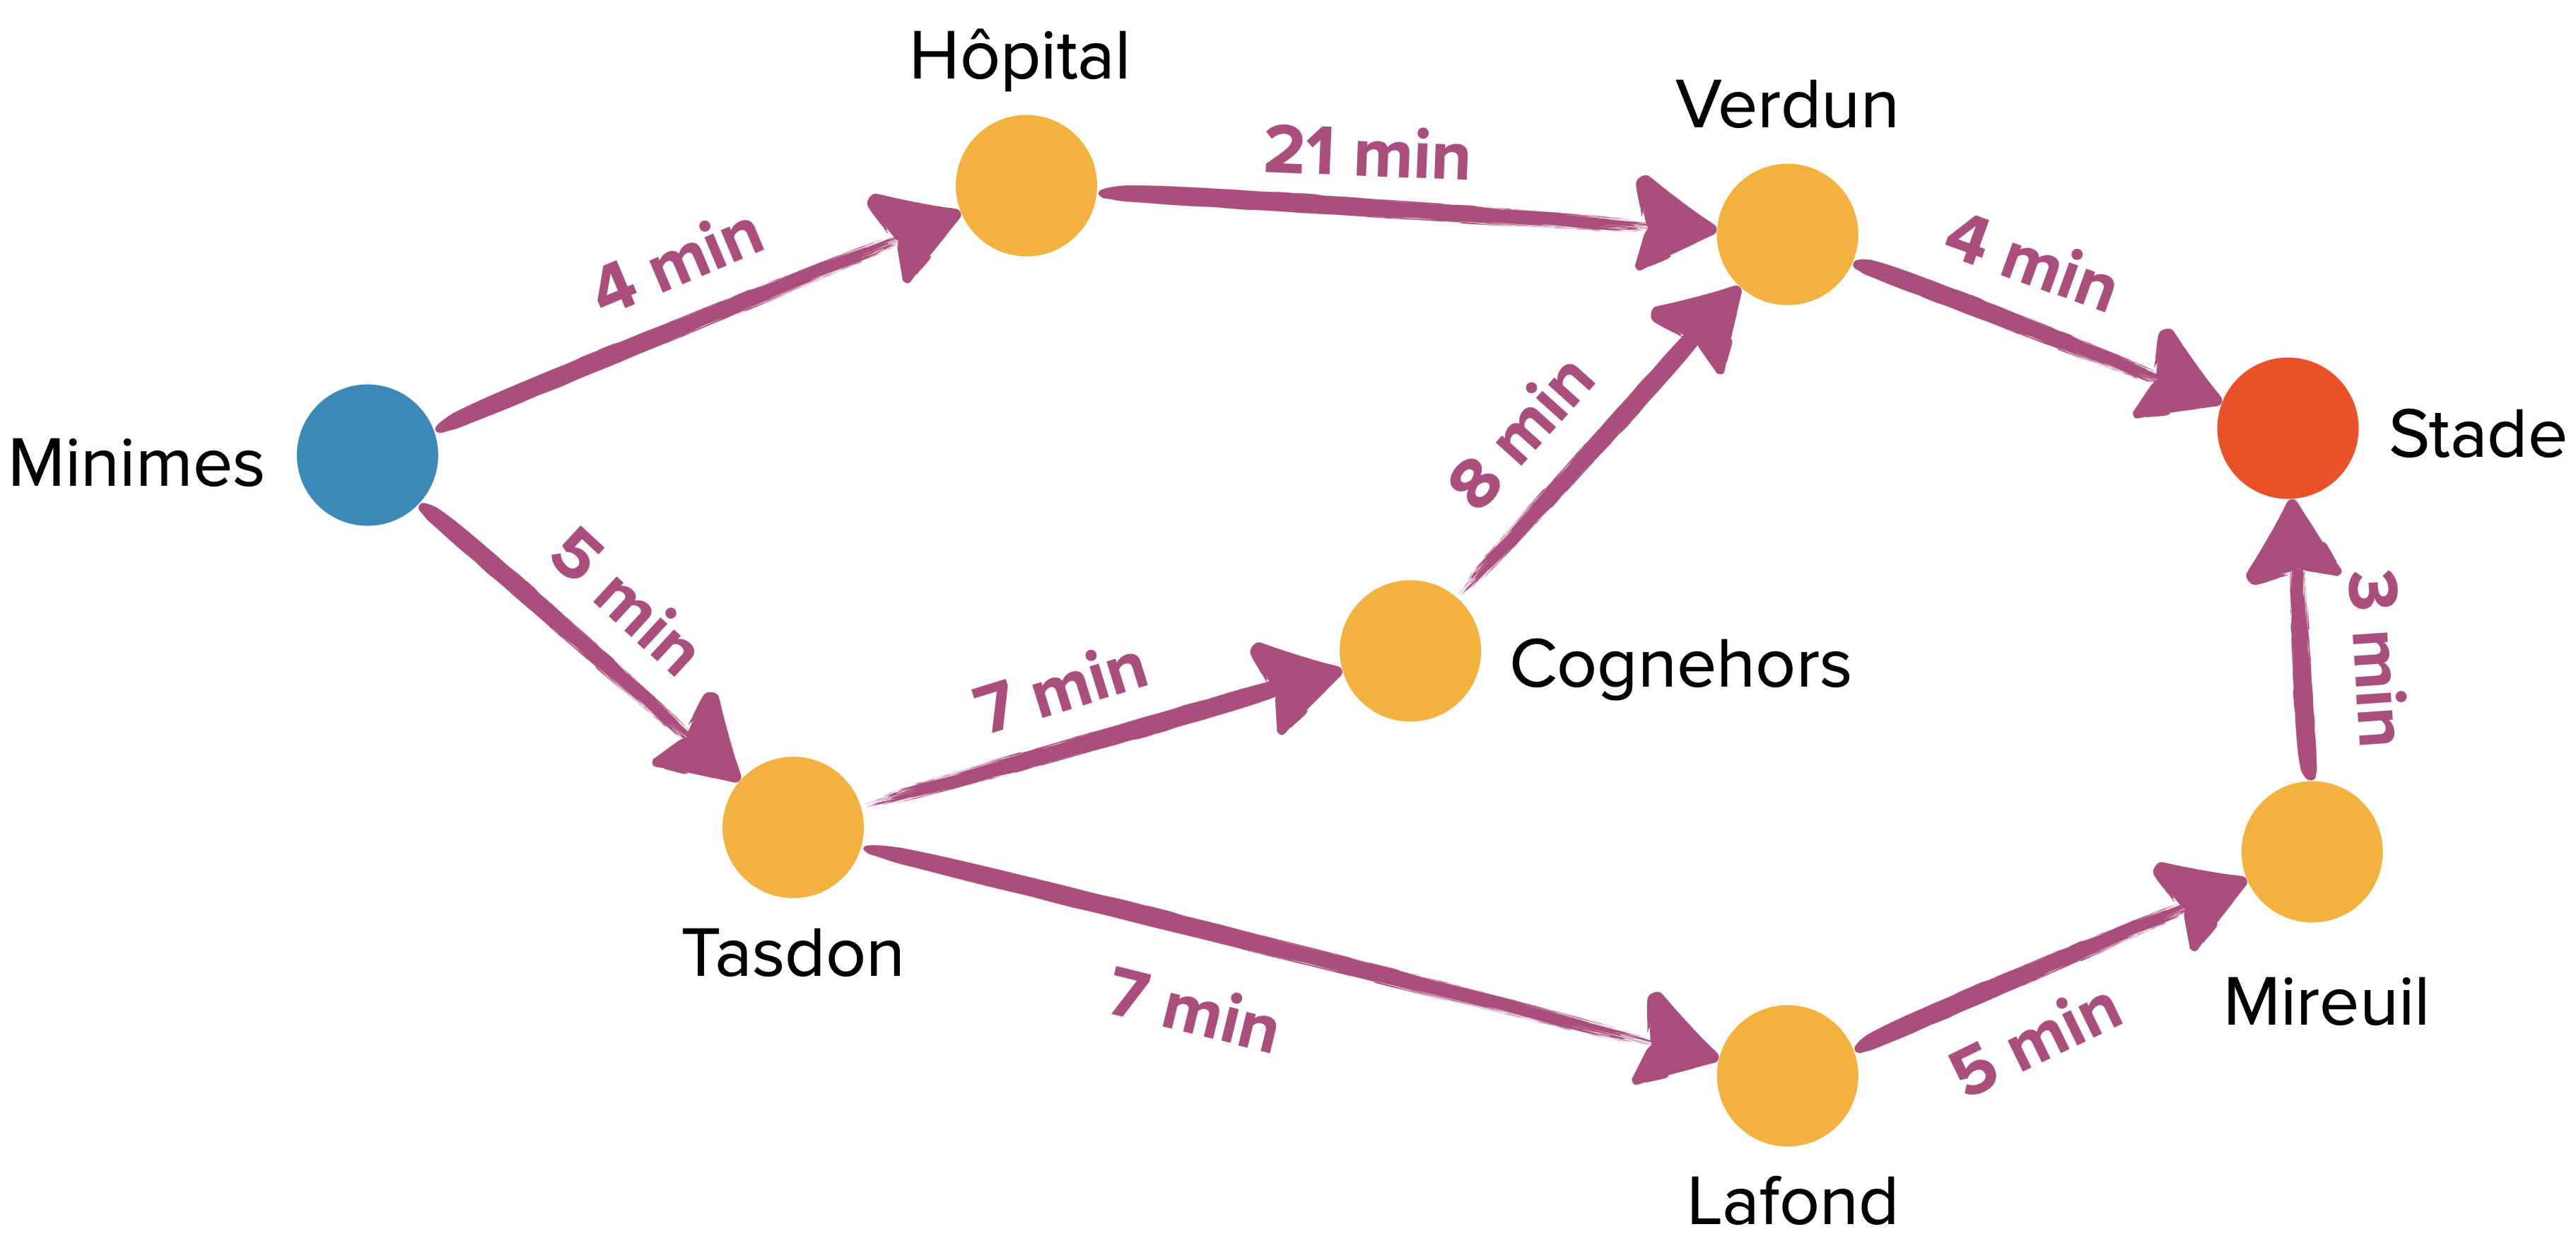 Hôpital
Verdun
21 min
4 min
4 min
8 min
Minimes
Stade
5 min
3 min
7 min
Cognehors
Tasdon
7 min
Mireuil
5 min
Lafond